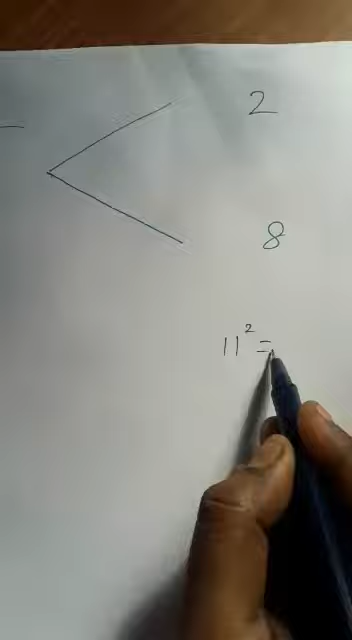 2
8
11² =